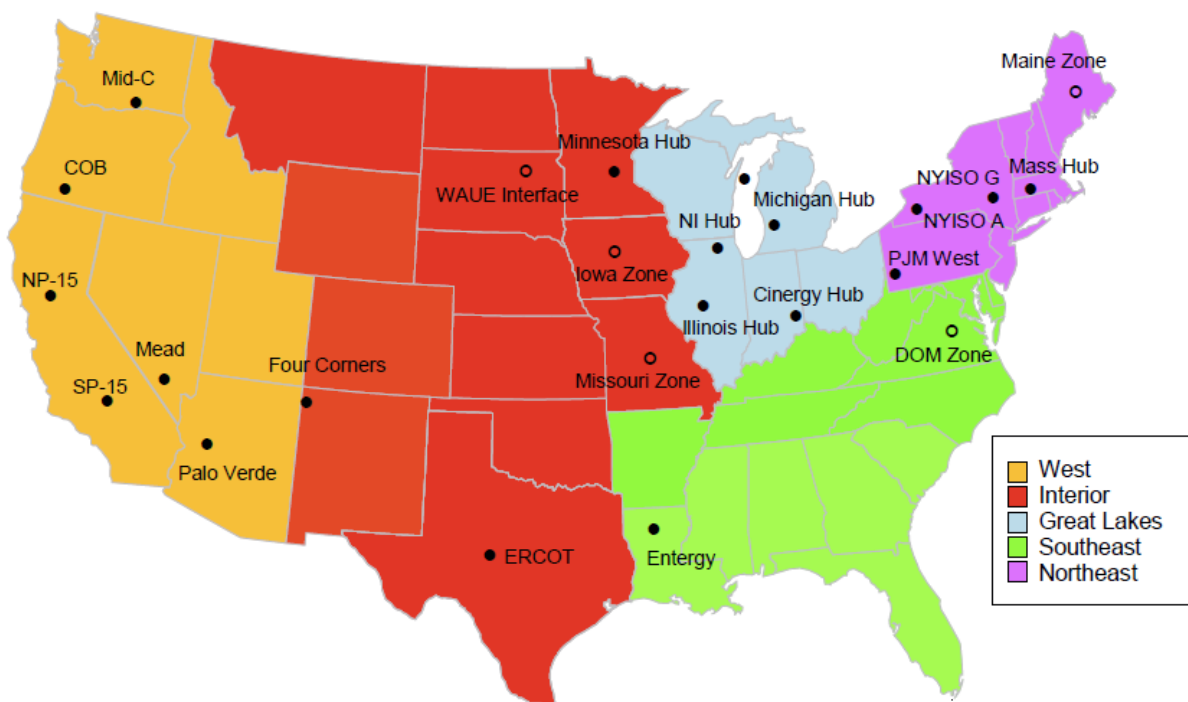 Maine Zone
Mid-C
Minnesota Hub
COB
Mass Hub
NYISO G
WAUE Interface
Michigan Hub
NI Hub
NYISO A
PJM West
Iowa Zone
NP-15
Cinergy Hub
Illinois Hub
Mead
DOM Zone
Four Corners
Missouri Zone
SP-15
Palo Verde
West
Interior
Great Lakes
Southeast
Northeast
ERCOT
Entergy